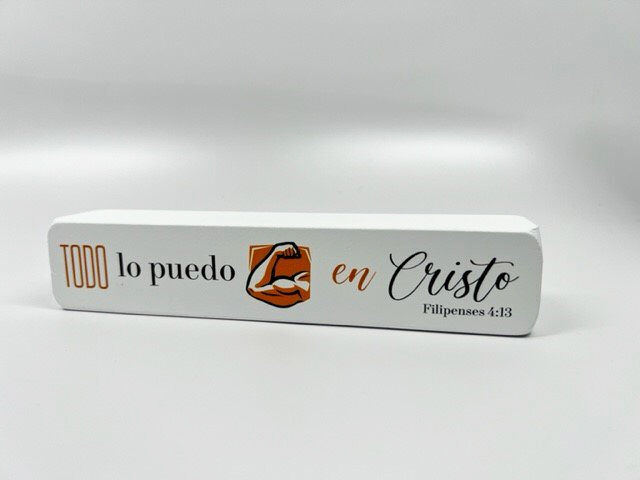 TODO lo puedo en Cristo
Filipenses 4:13